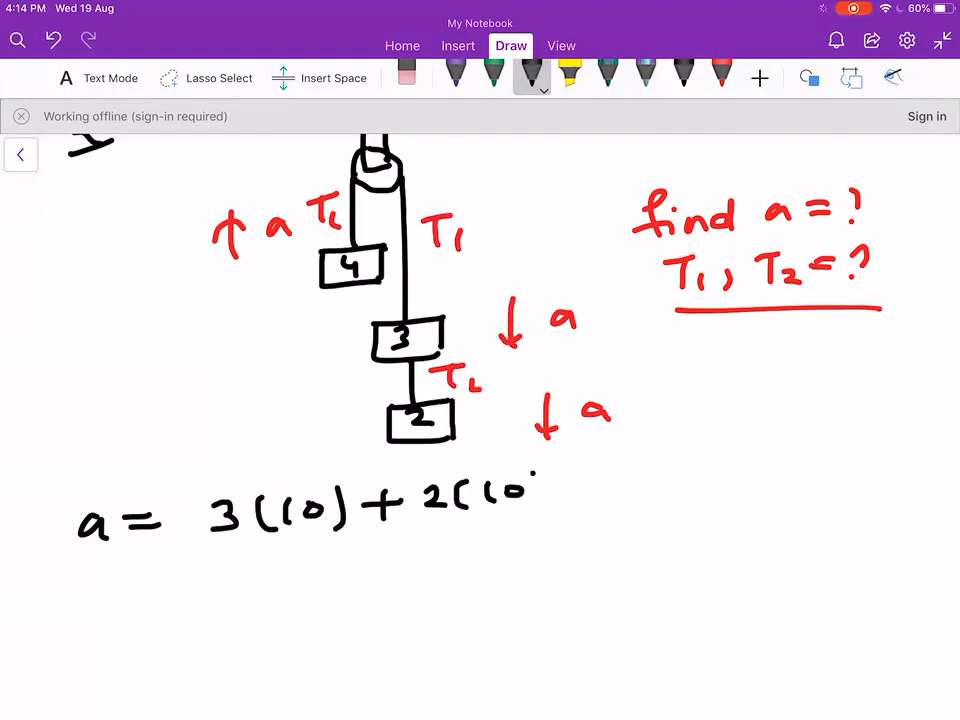 4:14 PM Wed 19 Aug
60%
My Notebook
Home Insert Draw View
A Text Mode Lasso Select Insert Space
Working offline (sign-in required) Sign in
find a = ?
T1, T2 = ?
a T1
T1
4
3
a
T2
2
a
a = 3(10) + 2(10